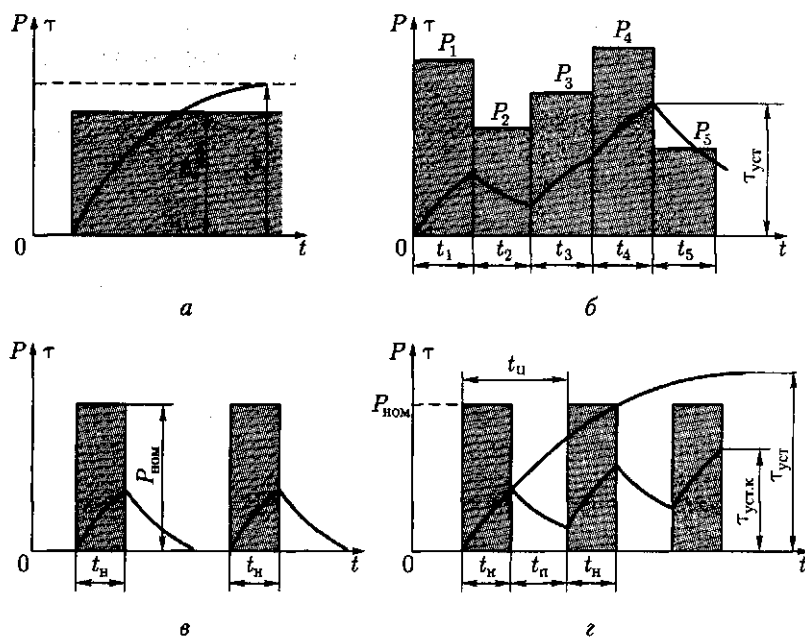 P τ
0 t
а
P τ
P₁ P₂ P₃ P₄ P₅
τуст
0 t
t₁ t₂ t₃ t₄ t₅
б
P τ
Pном
0 t
tн tн
в
P τ
tц
Pном
τуст.к
τуст
0 t
tн tп tн
г